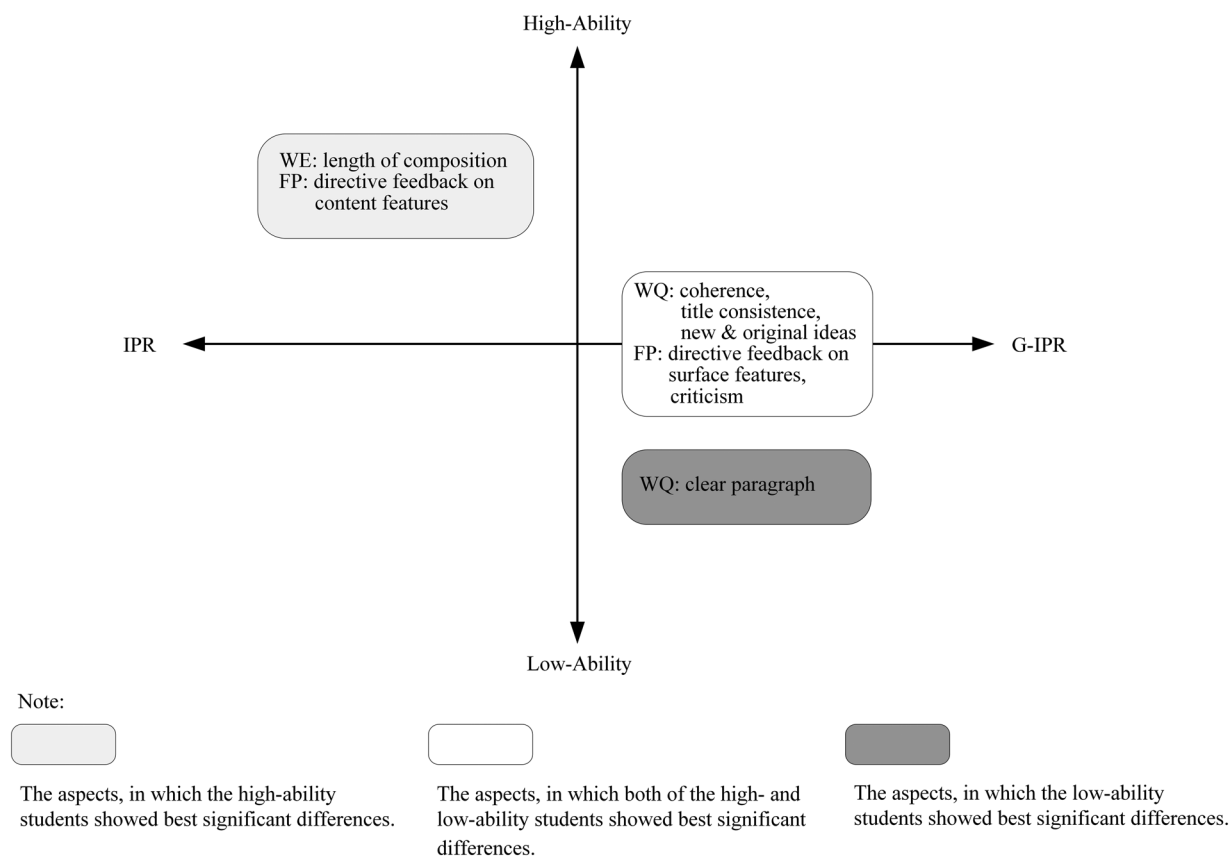 High-Ability
WE: length of composition
FP: directive feedback on
content features
WQ: coherence,
title consistence,
new & original ideas
FP: directive feedback on
surface features,
criticism
IPR
G-IPR
WQ: clear paragraph
Low-Ability
Note:
The aspects, in which the high-ability
students showed best significant differences.
The aspects, in which both of the high- and
low-ability students showed best significant
differences.
The aspects, in which the low-ability
students showed best significant differences.